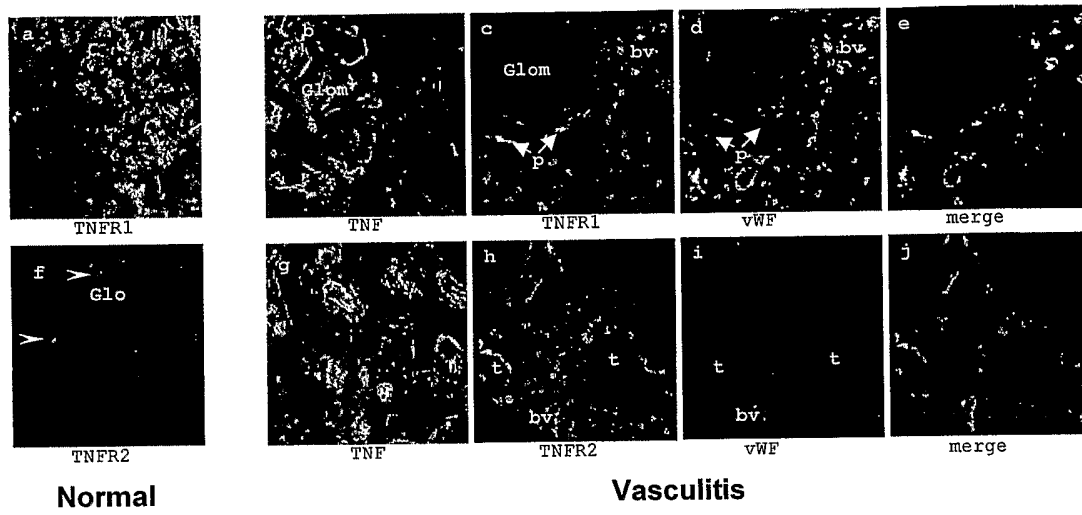 a
TNFR1
b
Glom
TNF
c
bv
Glom
p
TNFR1
d
bv
p
vWF
e
merge
f
Glo
TNFR2
g
TNF
h
t
t
bv
TNFR2
i
t
t
bv
vWF
j
merge
Normal
Vasculitis